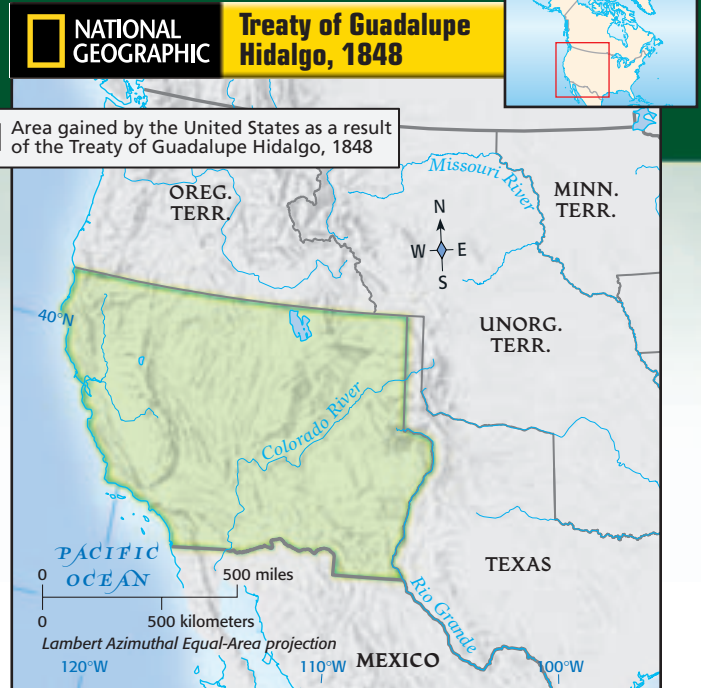 NATIONAL
GEOGRAPHIC
Treaty of Guadalupe
Hidalgo, 1848
Area gained by the United States as a result
of the Treaty of Guadalupe Hidalgo, 1848
OREG.
TERR.
Missouri River
MINN.
TERR.
N
W E
S
40°N
UNORG.
TERR.
Colorado River
PACIFIC
OCEAN
TEXAS
0 500 miles
0 500 kilometers
Lambert Azimuthal Equal-Area projection
Rio Grande
MEXICO
120°W 110°W 100°W